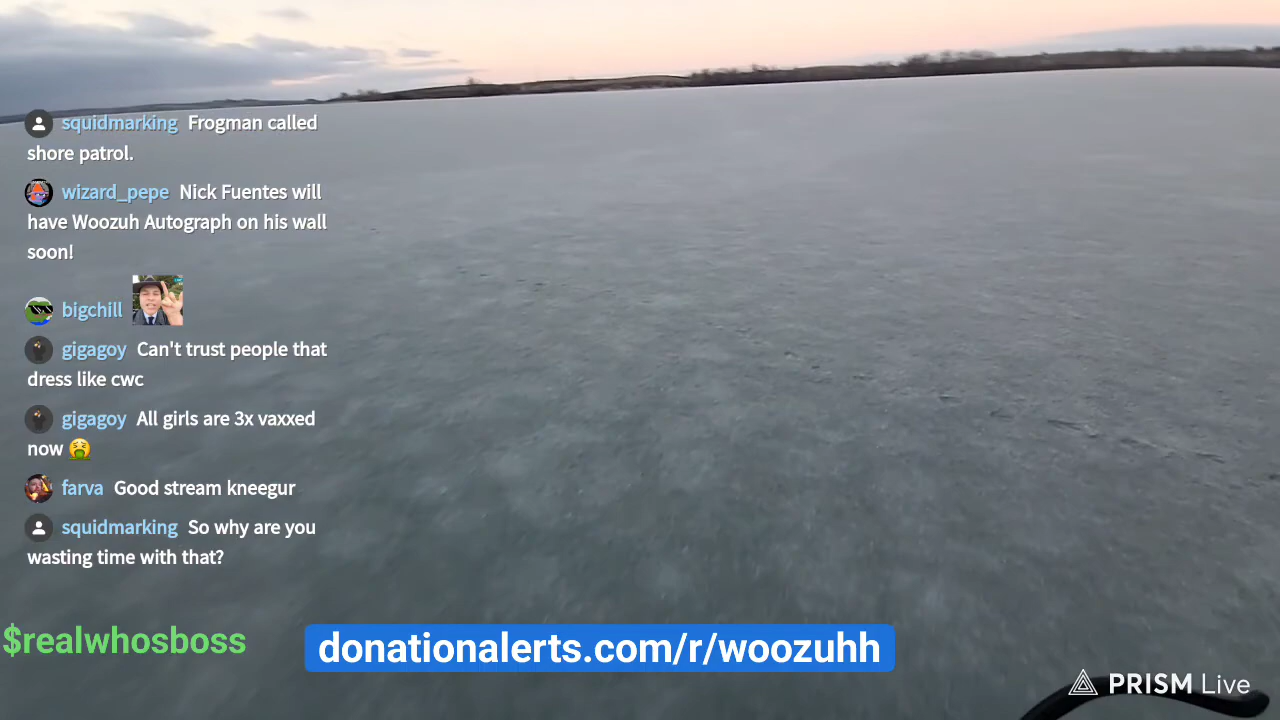 squidmarking Frogman called
shore patrol.
wizard_pepe Nick Fuentes will
have Woozuh Autograph on his wall
soon!
bigchill
gigagoy Can't trust people that
dress like cwc
gigagoy All girls are 3x vaxxed
now 🤮
farva Good stream kneegur
squidmarking So why are you
wasting time with that?
$realwhosboss
donationalerts.com/r/woozuhh
PRISM Live